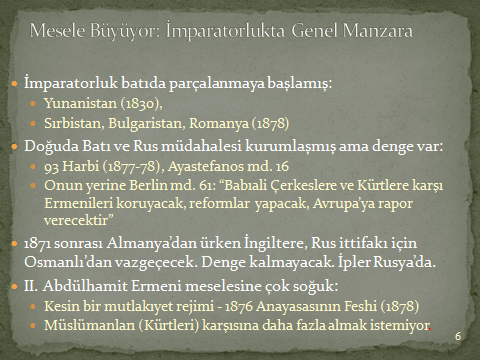 Mesele Büyüyor: İmparatorlukta Genel Manzara
İmparatorluk batıda parçalanmaya başlamış:
Yunanistan (1830),
Sırbistan, Bulgaristan, Romanya (1878)
Doğuda Batı ve Rus müdahalesi kurumlaşmış ama denge var:
93 Harbi (1877-78), Ayastefanos md. 16
Onun yerine Berlin md. 61: “Babıali Çerkeslere ve Kürtlere karşı
Ermenileri koruyacak, reformlar yapacak, Avrupa’ya rapor
verecektir”
1871 sonrası Almanya’dan ürken İngiltere, Rus ittifakı için
Osmanlı’dan vazgeçecek. Denge kalmayacak. İpler Rusya’da.
II. Abdülhamit Ermeni meselesine çok soğuk:
Kesin bir mutlakıyet rejimi - 1876 Anayasasının Feshi (1878)
Müslümanları (Kürtleri) karşısına daha fazla almak istemiyor.
6